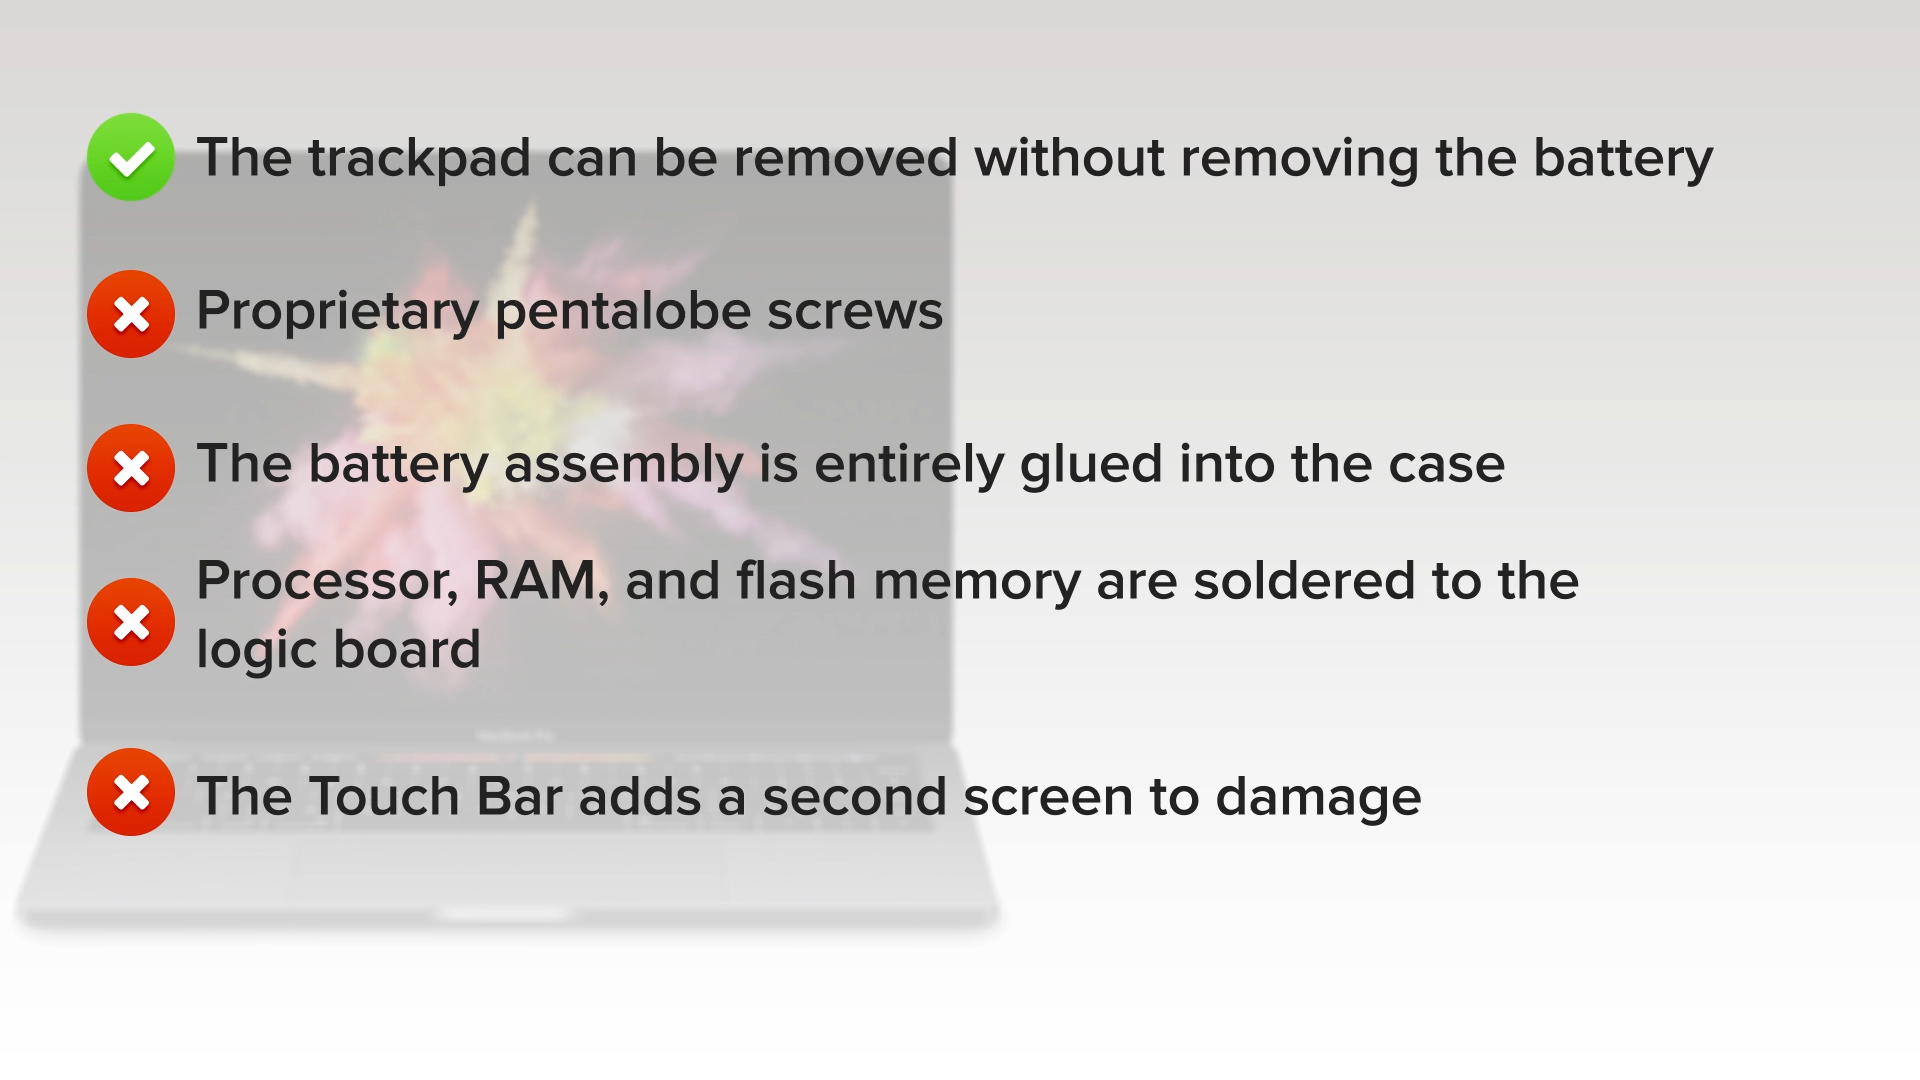 The trackpad can be removed without removing the battery
Proprietary pentalobe screws
The battery assembly is entirely glued into the case
Processor, RAM, and flash memory are soldered to the
logic board
The Touch Bar adds a second screen to damage